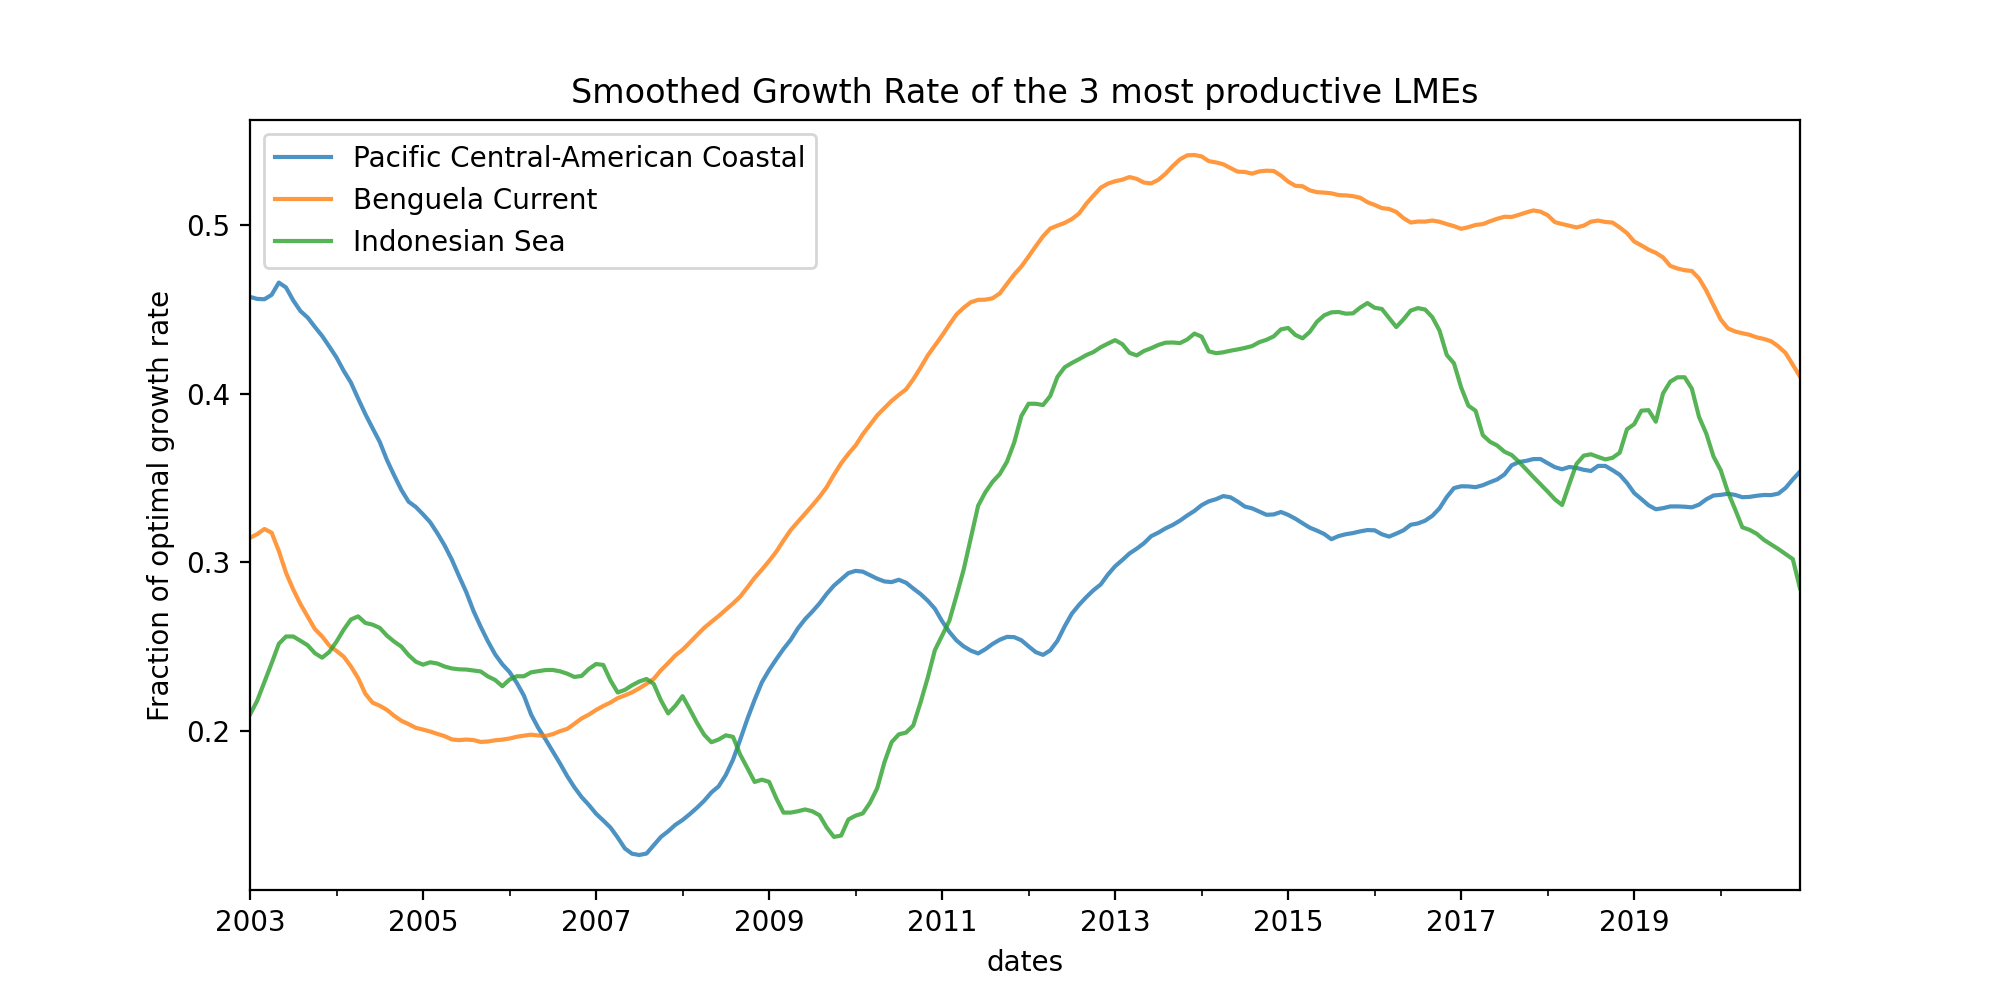 Smoothed Growth Rate of the 3 most productive LMEs
Pacific Central-American Coastal
Benguela Current
Indonesian Sea
Fraction of optimal growth rate
0.5
0.4
0.3
0.2
2003 2005 2007 2009 2011 2013 2015 2017 2019
dates